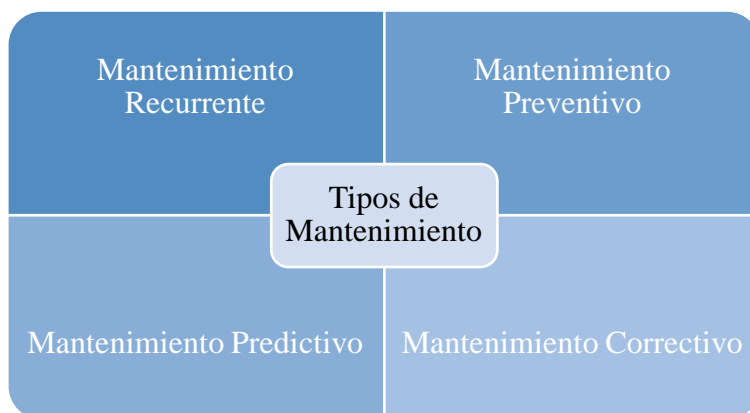 Mantenimiento
Recurrente
Mantenimiento
Preventivo
Tipos de
Mantenimiento
Mantenimiento Predictivo
Mantenimiento Correctivo